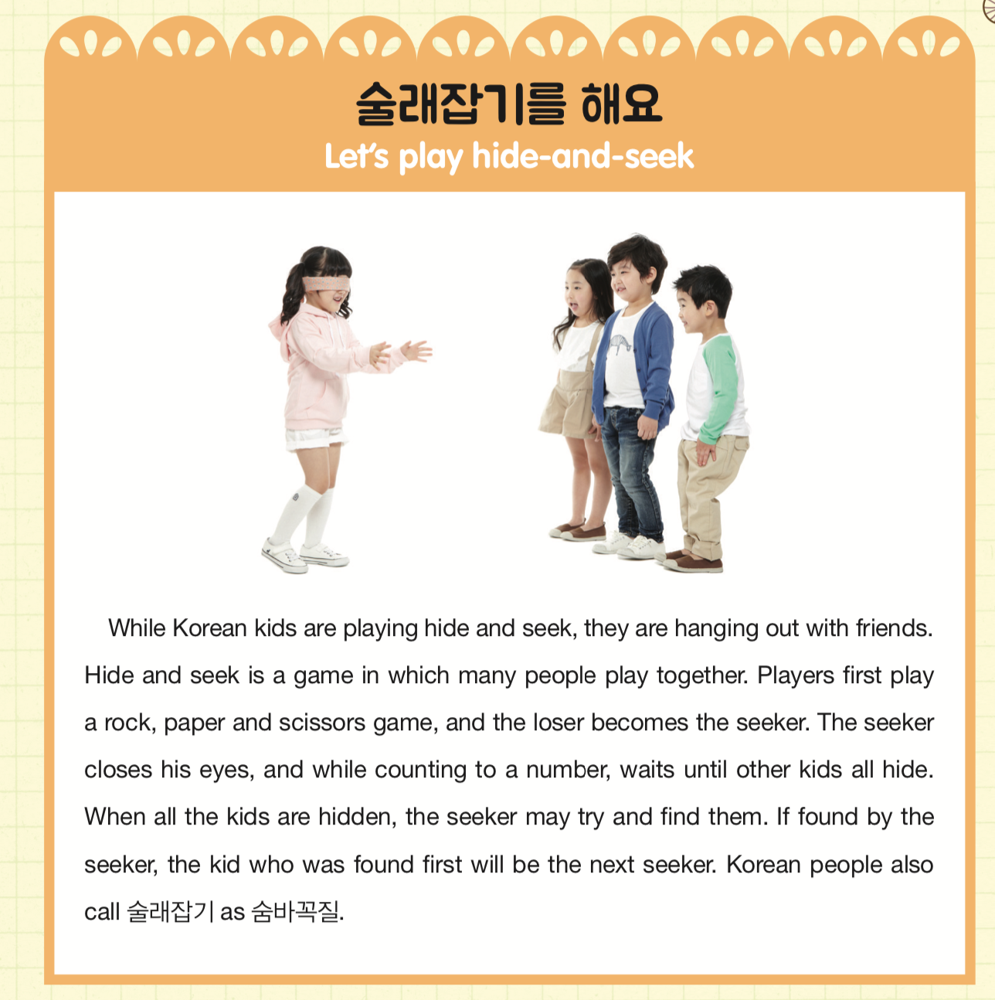 술래잡기를 해요
Let's play hide-and-seek
While Korean kids are playing hide and seek, they are hanging out with friends.
Hide and seek is a game in which many people play together. Players first play
a rock, paper and scissors game, and the loser becomes the seeker. The seeker
closes his eyes, and while counting to a number, waits until other kids all hide.
When all the kids are hidden, the seeker may try and find them. If found by the
seeker, the kid who was found first will be the next seeker. Korean people also
call 술래잡기 as 숨바꼭질.